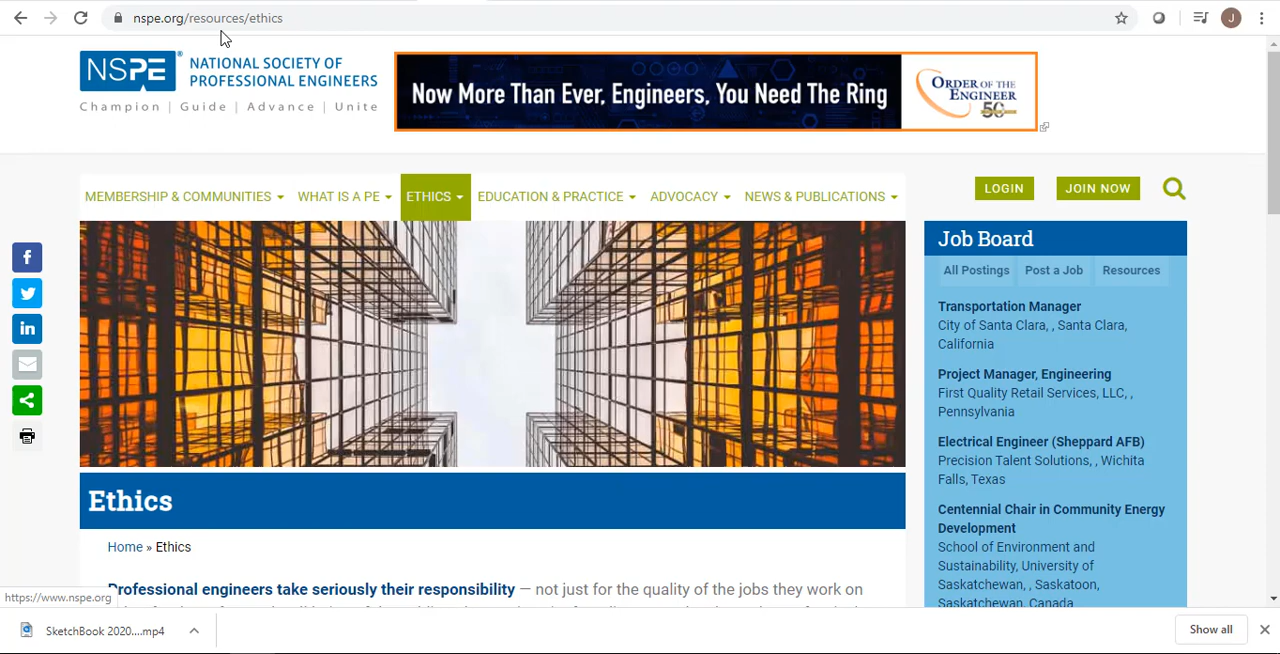 nspe.org/resources/ethics
J
NSPE®
NATIONAL SOCIETY OF
PROFESSIONAL ENGINEERS
Champion | Guide | Advance | Unite
Now More Than Ever, Engineers, You Need The Ring
ORDER OF THE
ENGINEER
50
MEMBERSHIP & COMMUNITIES WHAT IS A PE ETHICS EDUCATION & PRACTICE ADVOCACY NEWS & PUBLICATIONS
LOGIN JOIN NOW
Job Board
All Postings Post a Job Resources
Transportation Manager
City of Santa Clara, , Santa Clara,
California
Project Manager, Engineering
First Quality Retail Services, LLC, ,
Pennsylvania
Electrical Engineer (Sheppard AFB)
Precision Talent Solutions, , Wichita
Falls, Texas
Centennial Chair in Community Energy
Development
School of Environment and
Sustainability, University of
Saskatchewan, , Saskatoon,
Saskatchewan, Canada
f
in
Ethics
Home » Ethics
Professional engineers take seriously their responsibility — not just for the quality of the jobs they work on
https://www.nspe.org
SketchBook 2020....mp4
Show all